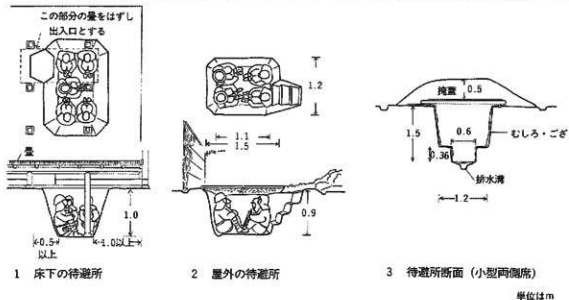 この部分の畳をはずし
出入口とする
畳
1.0
0.5
以上
1.0以上
1 床下の待避所
1.2
1.1
1.5
0.9
2 屋外の待避所
掩蓋
0.5
1.5
0.6
0.36
むしろ・ござ
排水溝
1.2
3 待避所断面（小型両側席）
単位はm